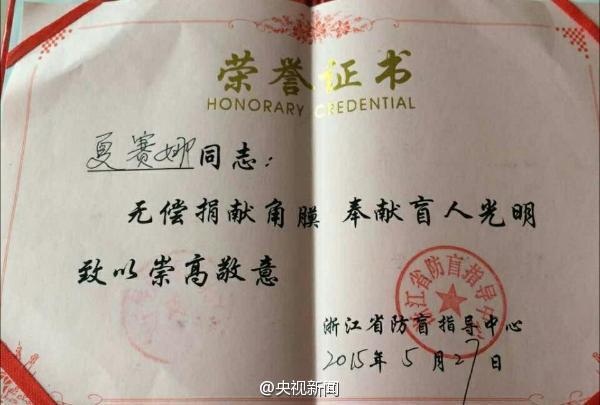 荣誉证书
HONORARY CREDENTIAL
夏赛娜同志：
无偿捐献角膜 奉献盲人光明
致以崇高敬意
浙江省防盲指导中心
浙江省防盲指导中心
2015年5月27日
@央视新闻